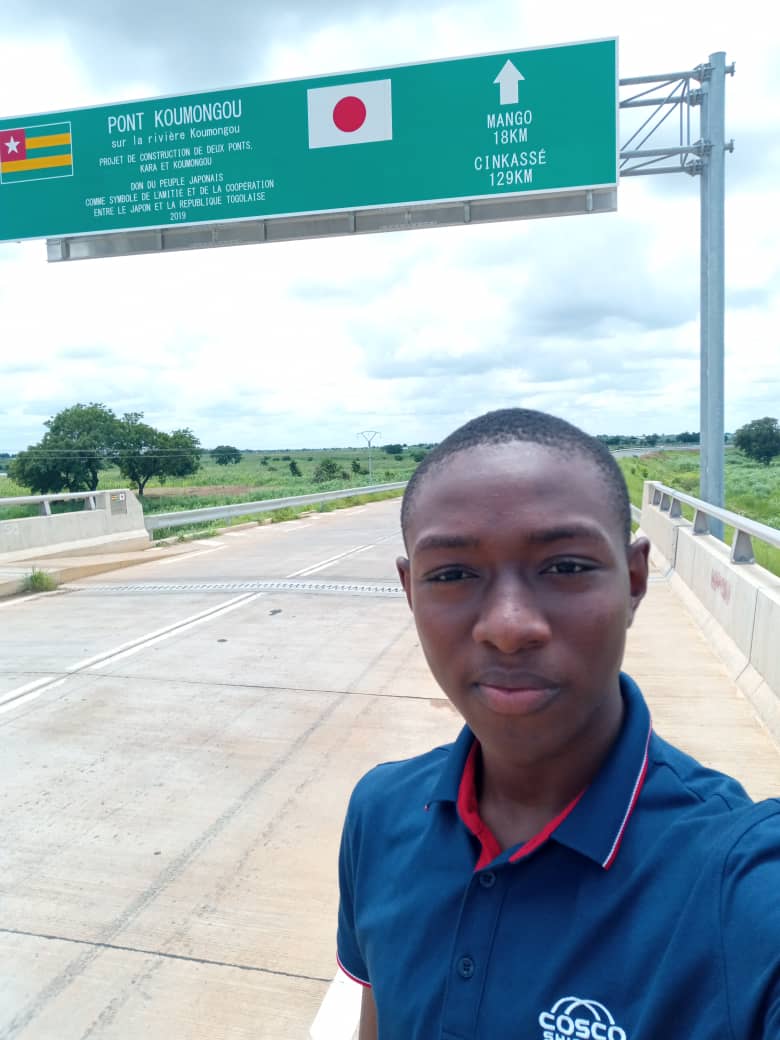 PONT KOUMONGOU
sur la rivière Koumongou
PROJET DE CONSTRUCTION DE DEUX PONTS,
KARA ET KOUMONGOU
DON DU PEUPLE JAPONAIS
COMME SYMBOLE DE L'AMITIÉ ET DE LA COOPÉRATION
ENTRE LE JAPON ET LA REPUBLIQUE TOGOLAISE
2019
MANGO
18KM
CINKASSÉ
129KM
COSCO